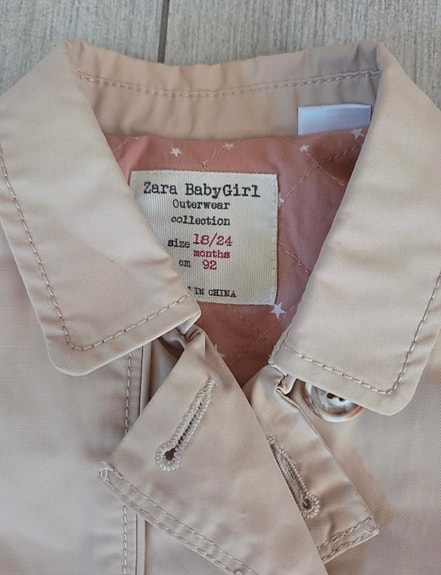 Zara BabyGirl
Outerwear
collection
size 18/24
months
cm 92
IN CHINA